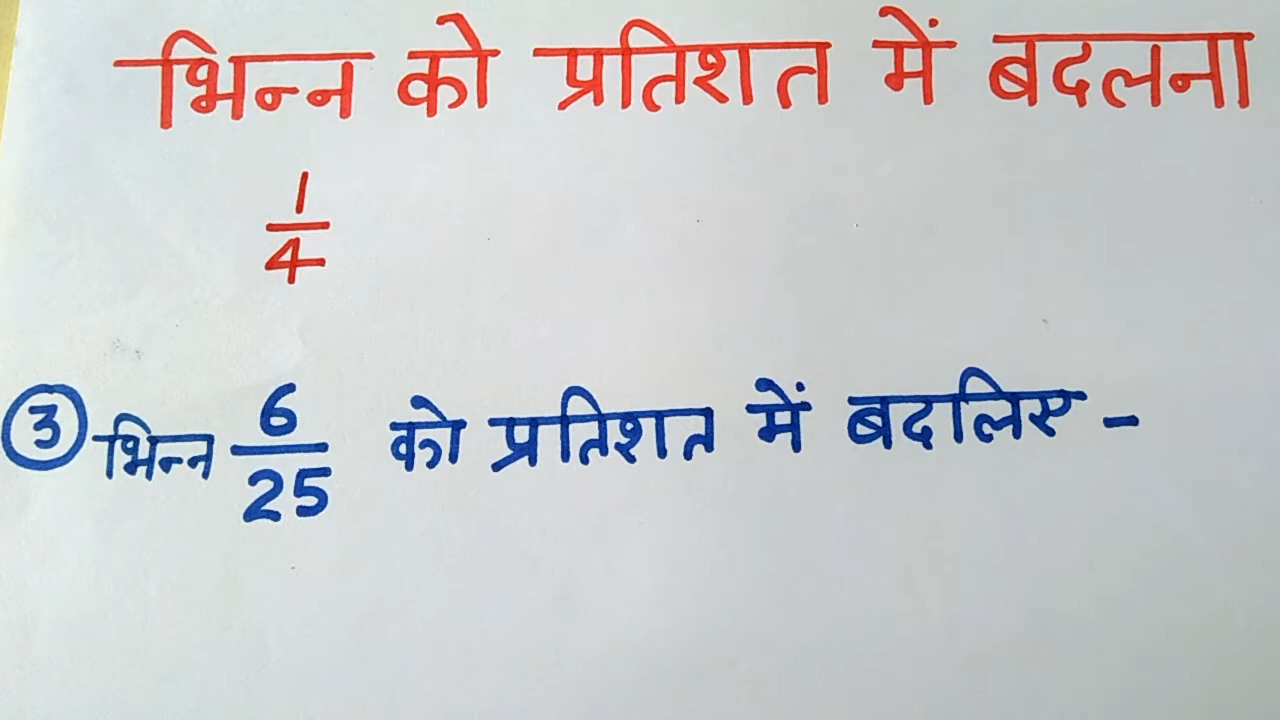 भिन्न को प्रतिशत में बदलना
1/4
③ भिन्न 6/25 को प्रतिशत में बदलिए -